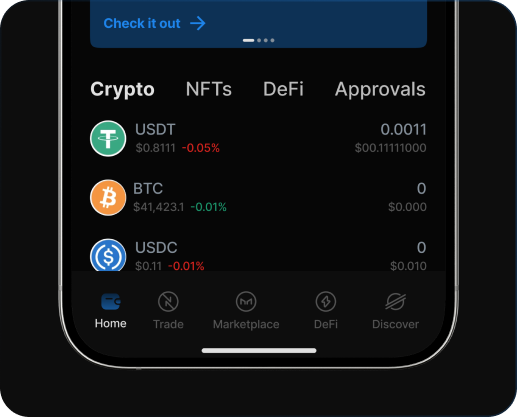 Check it out
Crypto NFTs DeFi Approvals
USDT 0.0011
$0.8111 -0.05% $00.11111000
BTC 0
$41,423.1 -0.01% $0.000
USDC 0
$0.11 -0.01% $0.010
Home Trade Marketplace DeFi Discover